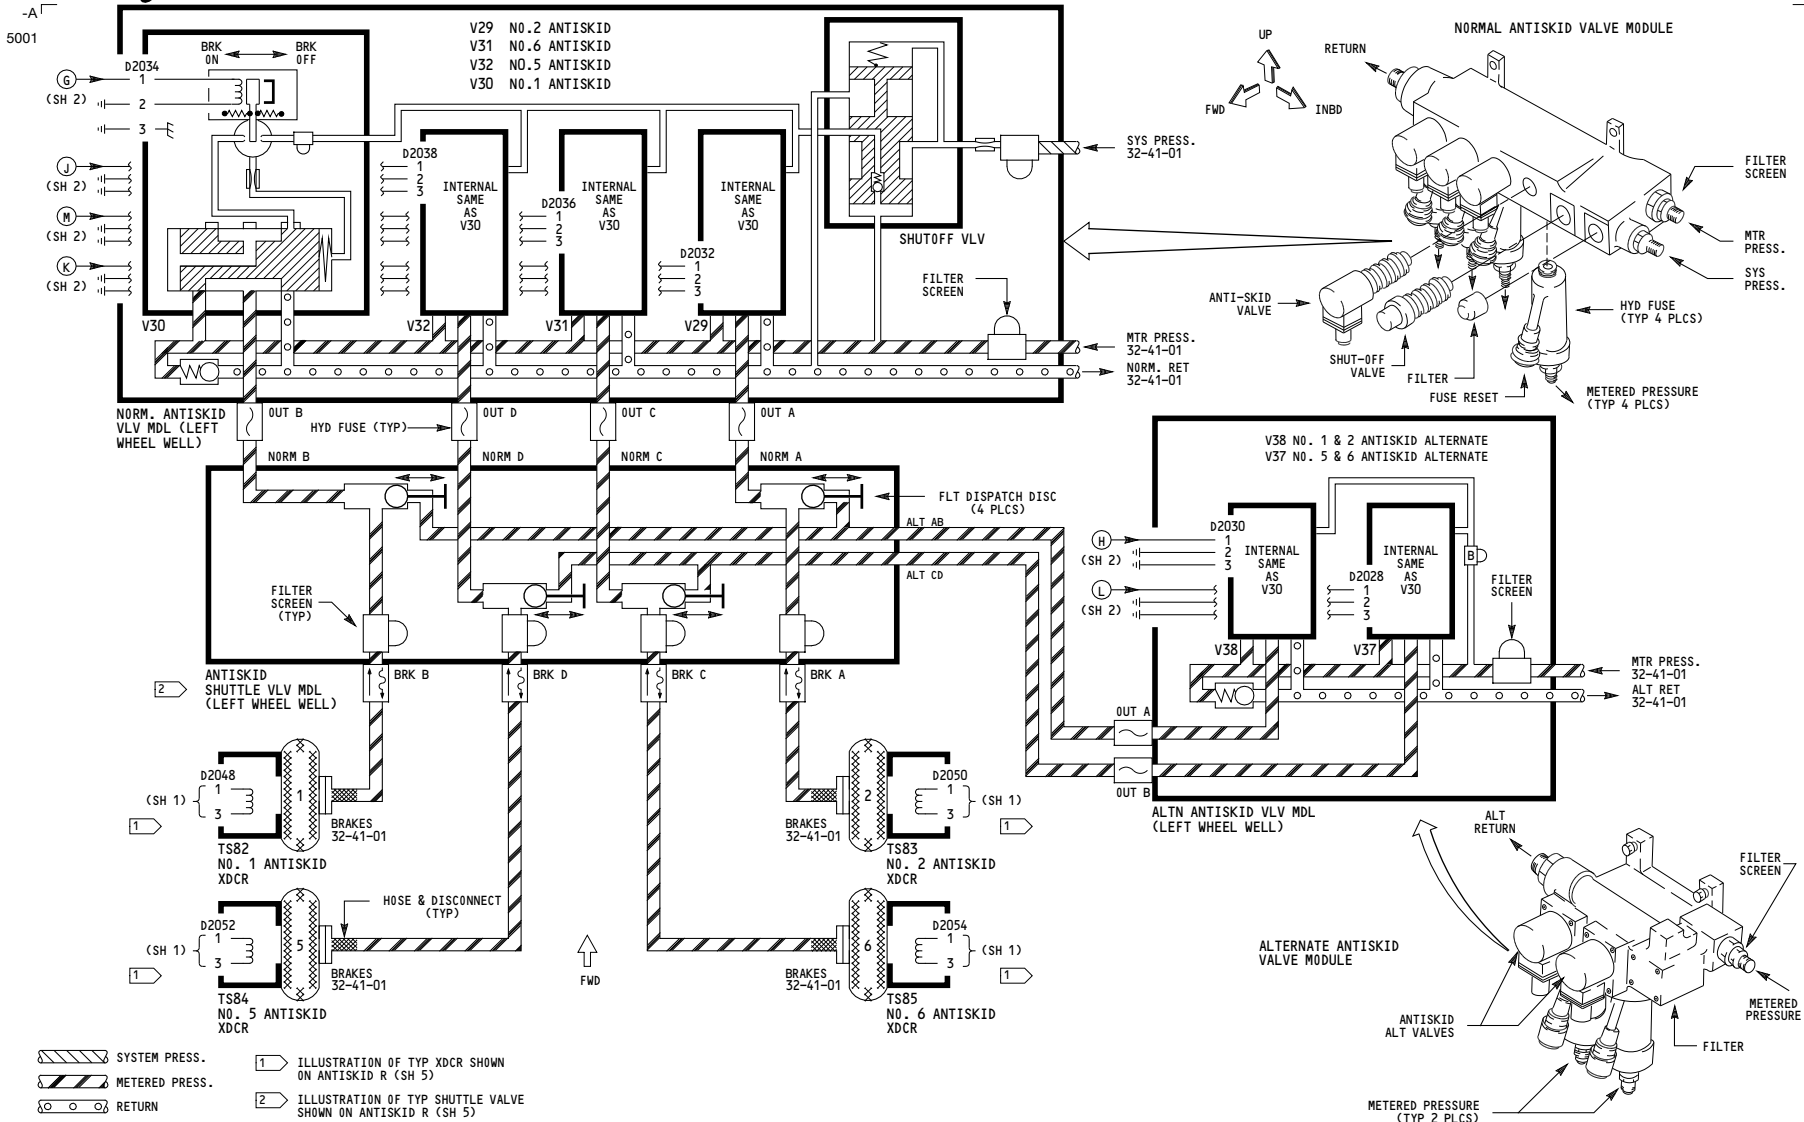 -A
5001
BRK ON
BRK OFF
D2034
1
2
3
G
(SH 2)
J
(SH 2)
M
(SH 2)
K
(SH 2)
V30
V29 NO.2 ANTISKID
V31 NO.6 ANTISKID
V32 NO.5 ANTISKID
V30 NO.1 ANTISKID
D2038
1
2
3
INTERNAL
SAME
AS
V30
V32
D2036
1
2
3
INTERNAL
SAME
AS
V30
V31
D2032
1
2
3
INTERNAL
SAME
AS
V30
V29
SHUTOFF VLV
FILTER
SCREEN
SYS PRESS.
32-41-01
MTR PRESS.
32-41-01
NORM. RET
32-41-01
NORM. ANTISKID
VLV MDL (LEFT
WHEEL WELL)
OUT B
HYD FUSE (TYP)
OUT D
OUT C
OUT A
NORM B
NORM D
NORM C
NORM A
FLT DISPATCH DISC
(4 PLCS)
ALT AB
ALT CD
FILTER
SCREEN
(TYP)
2
ANTISKID
SHUTTLE VLV MDL
(LEFT WHEEL WELL)
BRK B
BRK D
BRK C
BRK A
D2048
1
3
(SH 1)
1
1
BRAKES
32-41-01
TS82
NO. 1 ANTISKID
XDCR
2
D2050
1
3
(SH 1)
1
BRAKES
32-41-01
TS83
NO. 2 ANTISKID
XDCR
D2052
1
3
(SH 1)
1
5
HOSE & DISCONNECT
(TYP)
BRAKES
32-41-01
TS84
NO. 5 ANTISKID
XDCR
FWD
6
D2054
1
3
(SH 1)
1
BRAKES
32-41-01
TS85
NO. 6 ANTISKID
XDCR
SYSTEM PRESS.
METERED PRESS.
RETURN
1 ILLUSTRATION OF TYP XDCR SHOWN
ON ANTISKID R (SH 5)
2 ILLUSTRATION OF TYP SHUTTLE VALVE
SHOWN ON ANTISKID R (SH 5)
NORMAL ANTISKID VALVE MODULE
UP
FWD
INBD
RETURN
FILTER
SCREEN
MTR
PRESS.
SYS
PRESS.
HYD FUSE
(TYP 4 PLCS)
ANTI-SKID
VALVE
SHUT-OFF
VALVE
FILTER
FUSE RESET
METERED PRESSURE
(TYP 4 PLCS)
V38 NO. 1 & 2 ANTISKID ALTERNATE
V37 NO. 5 & 6 ANTISKID ALTERNATE
D2030
1
2
3
H
(SH 2)
L
(SH 2)
INTERNAL
SAME
AS
V30
V38
D2028
1
2
3
INTERNAL
SAME
AS
V30
V37
B
FILTER
SCREEN
MTR PRESS.
32-41-01
ALT RET
32-41-01
OUT A
OUT B
ALTN ANTISKID VLV MDL
(LEFT WHEEL WELL)
ALT
RETURN
FILTER
SCREEN
ALTERNATE ANTISKID
VALVE MODULE
METERED
PRESSURE
ANTISKID
ALT VALVES
FILTER
METERED PRESSURE
(TYP 2 PLCS)